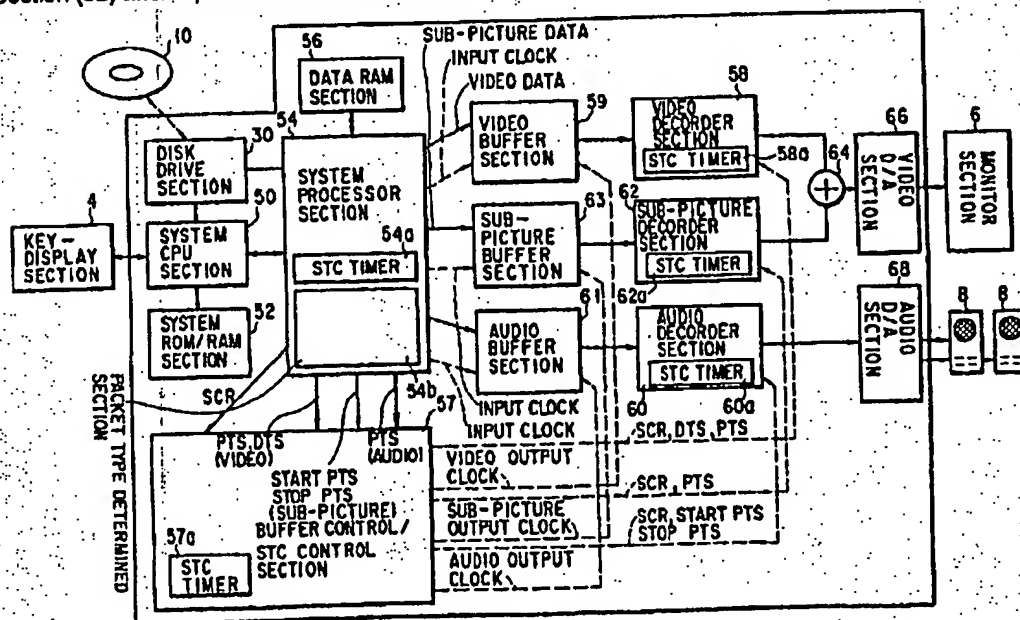 10
56
DATA RAM
SECTION
SUB-PICTURE DATA
INPUT CLOCK
VIDEO DATA
54
SYSTEM
PROCESSOR
SECTION
54a
STC TIMER
54b
30
DISK
DRIVE
SECTION
50
SYSTEM
CPU
SECTION
4
KEY-
DISPLAY
SECTION
52
SYSTEM
ROM/RAM
SECTION
59
VIDEO
BUFFER
SECTION
63
SUB-
PICTURE
BUFFER
SECTION
61
AUDIO
BUFFER
SECTION
58
VIDEO
DECORDER
SECTION
STC TIMER
58a
62
SUB-PICTURE
DECORDER
SECTION
STC TIMER
62a
AUDIO
DECORDER
SECTION
STC TIMER
60
60a
64
66
VIDEO
D/A
SECTION
6
MONITOR
SECTION
68
AUDIO
D/A
SECTION
8
8
PACKET TYPE DETERMINED
SECTION
SCR
57
PTS,DTS
(VIDEO)
PTS
(AUDIO)
START PTS
STOP PTS
(SUB-PICTURE)
BUFFER CONTROL/
STC CONTROL
SECTION
57a
STC
TIMER
INPUT CLOCK
INPUT CLOCK
SCR,DTS,PTS
VIDEO OUTPUT
CLOCK
SCR,PTS
SUB-PICTURE
OUTPUT CLOCK
SCR,START PTS
STOP PTS
AUDIO OUTPUT
CLOCK